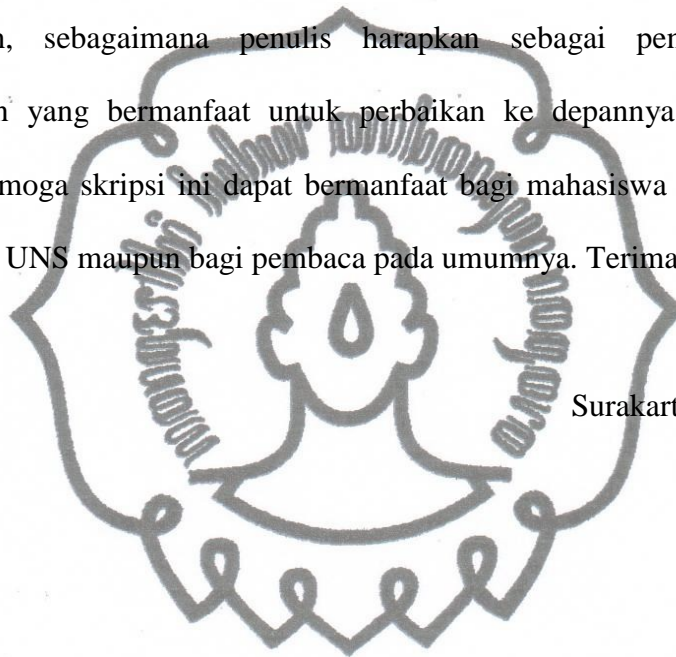 n, sebagaimana penulis harapkan sebagai pen
n yang bermanfaat untuk perbaikan ke depannya
moga skripsi ini dapat bermanfaat bagi mahasiswa
UNS maupun bagi pembaca pada umumnya. Terima
Surakart